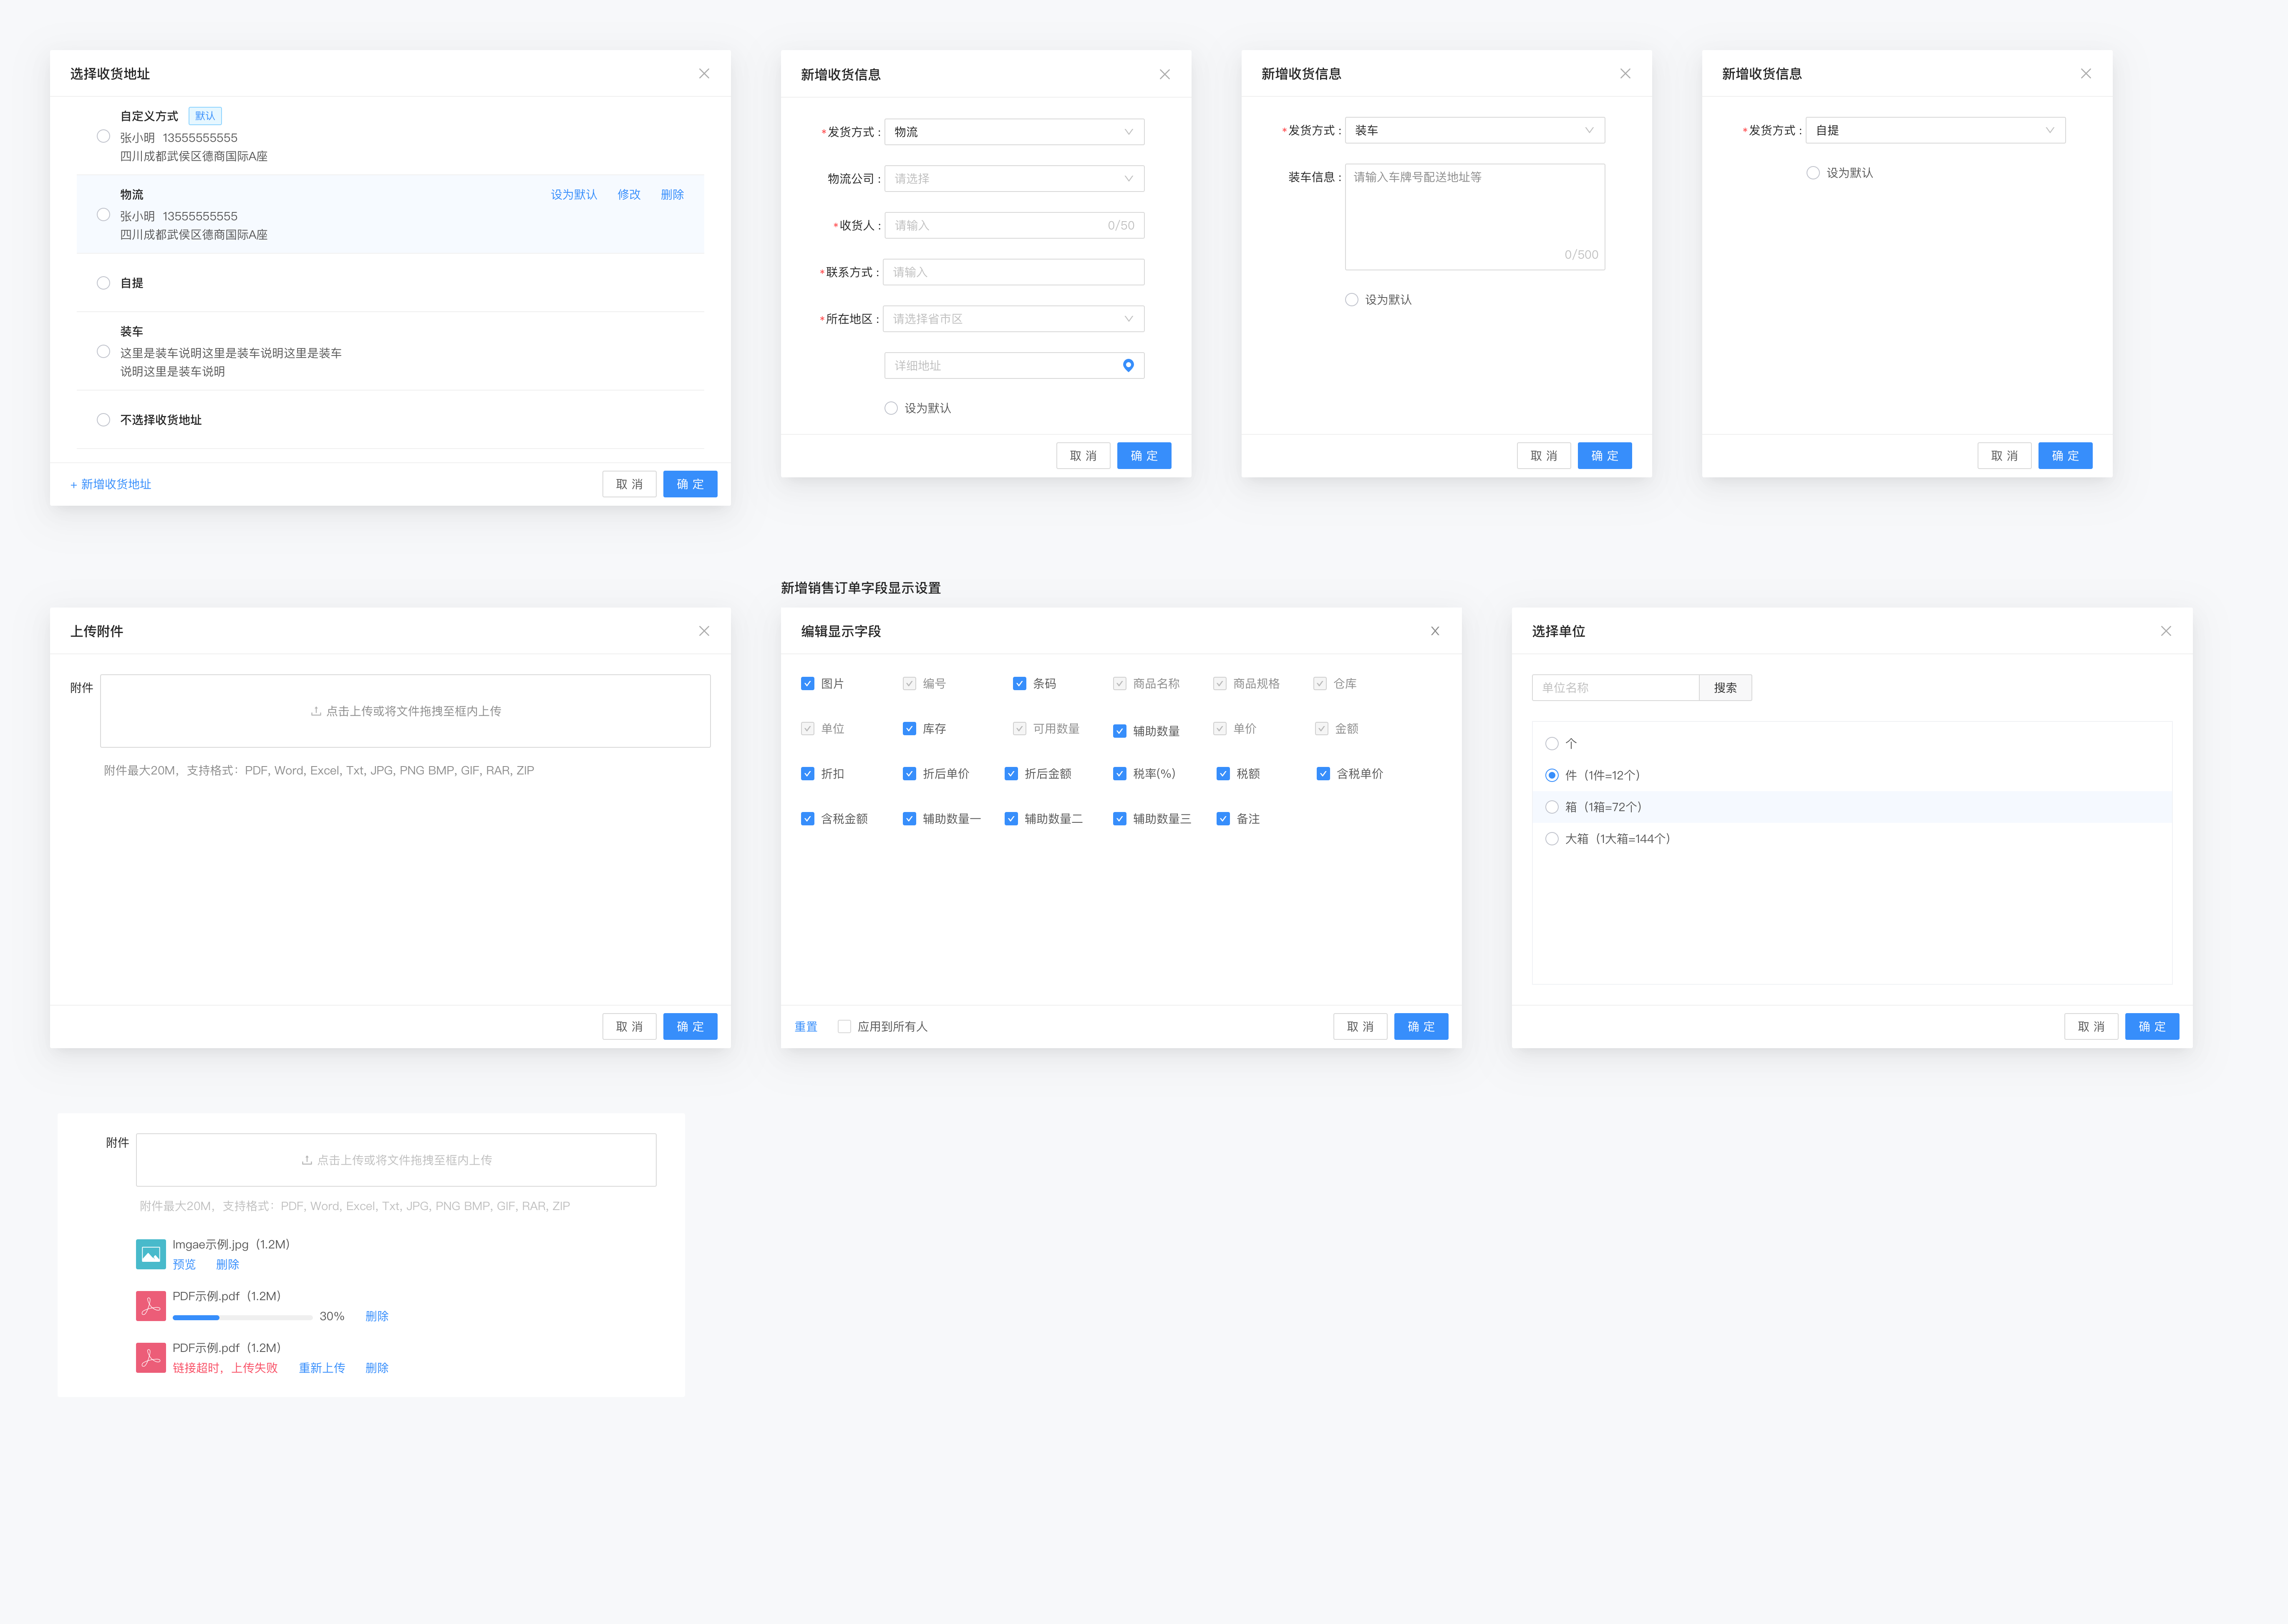 选择收货地址
自定义方式 默认
张小明 13555555555
四川成都武侯区德商国际A座
物流 设为默认 修改 删除
张小明 13555555555
四川成都武侯区德商国际A座
自提
装车
这里是装车说明这里是装车说明这里是装车
说明这里是装车说明
不选择收货地址
+ 新增收货地址 取 消 确 定
新增收货信息
*发货方式 : 物流
物流公司 : 请选择
*收货人 : 请输入 0/50
*联系方式 : 请输入
*所在地区 : 请选择省市区
详细地址
设为默认
取 消 确 定
新增收货信息
*发货方式 : 装车
装车信息 : 请输入车牌号配送地址等
0/500
设为默认
取 消 确 定
新增收货信息
*发货方式 : 自提
设为默认
取 消 确 定
上传附件
附件
点击上传或将文件拖拽至框内上传
附件最大20M，支持格式：PDF, Word, Excel, Txt, JPG, PNG BMP, GIF, RAR, ZIP
取 消 确 定
新增销售订单字段显示设置
编辑显示字段
图片 编号 条码 商品名称 商品规格 仓库
单位 库存 可用数量 辅助数量 单价 金额
折扣 折后单价 折后金额 税率(%) 税额 含税单价
含税金额 辅助数量一 辅助数量二 辅助数量三 备注
重置 应用到所有人 取 消 确 定
选择单位
单位名称 搜索
个
件（1件=12个）
箱（1箱=72个）
大箱（1大箱=144个）
取 消 确 定
附件
点击上传或将文件拖拽至框内上传
附件最大20M，支持格式：PDF, Word, Excel, Txt, JPG, PNG BMP, GIF, RAR, ZIP
Imgae示例.jpg（1.2M）
预览 删除
PDF示例.pdf（1.2M）
30% 删除
PDF示例.pdf（1.2M）
链接超时，上传失败 重新上传 删除